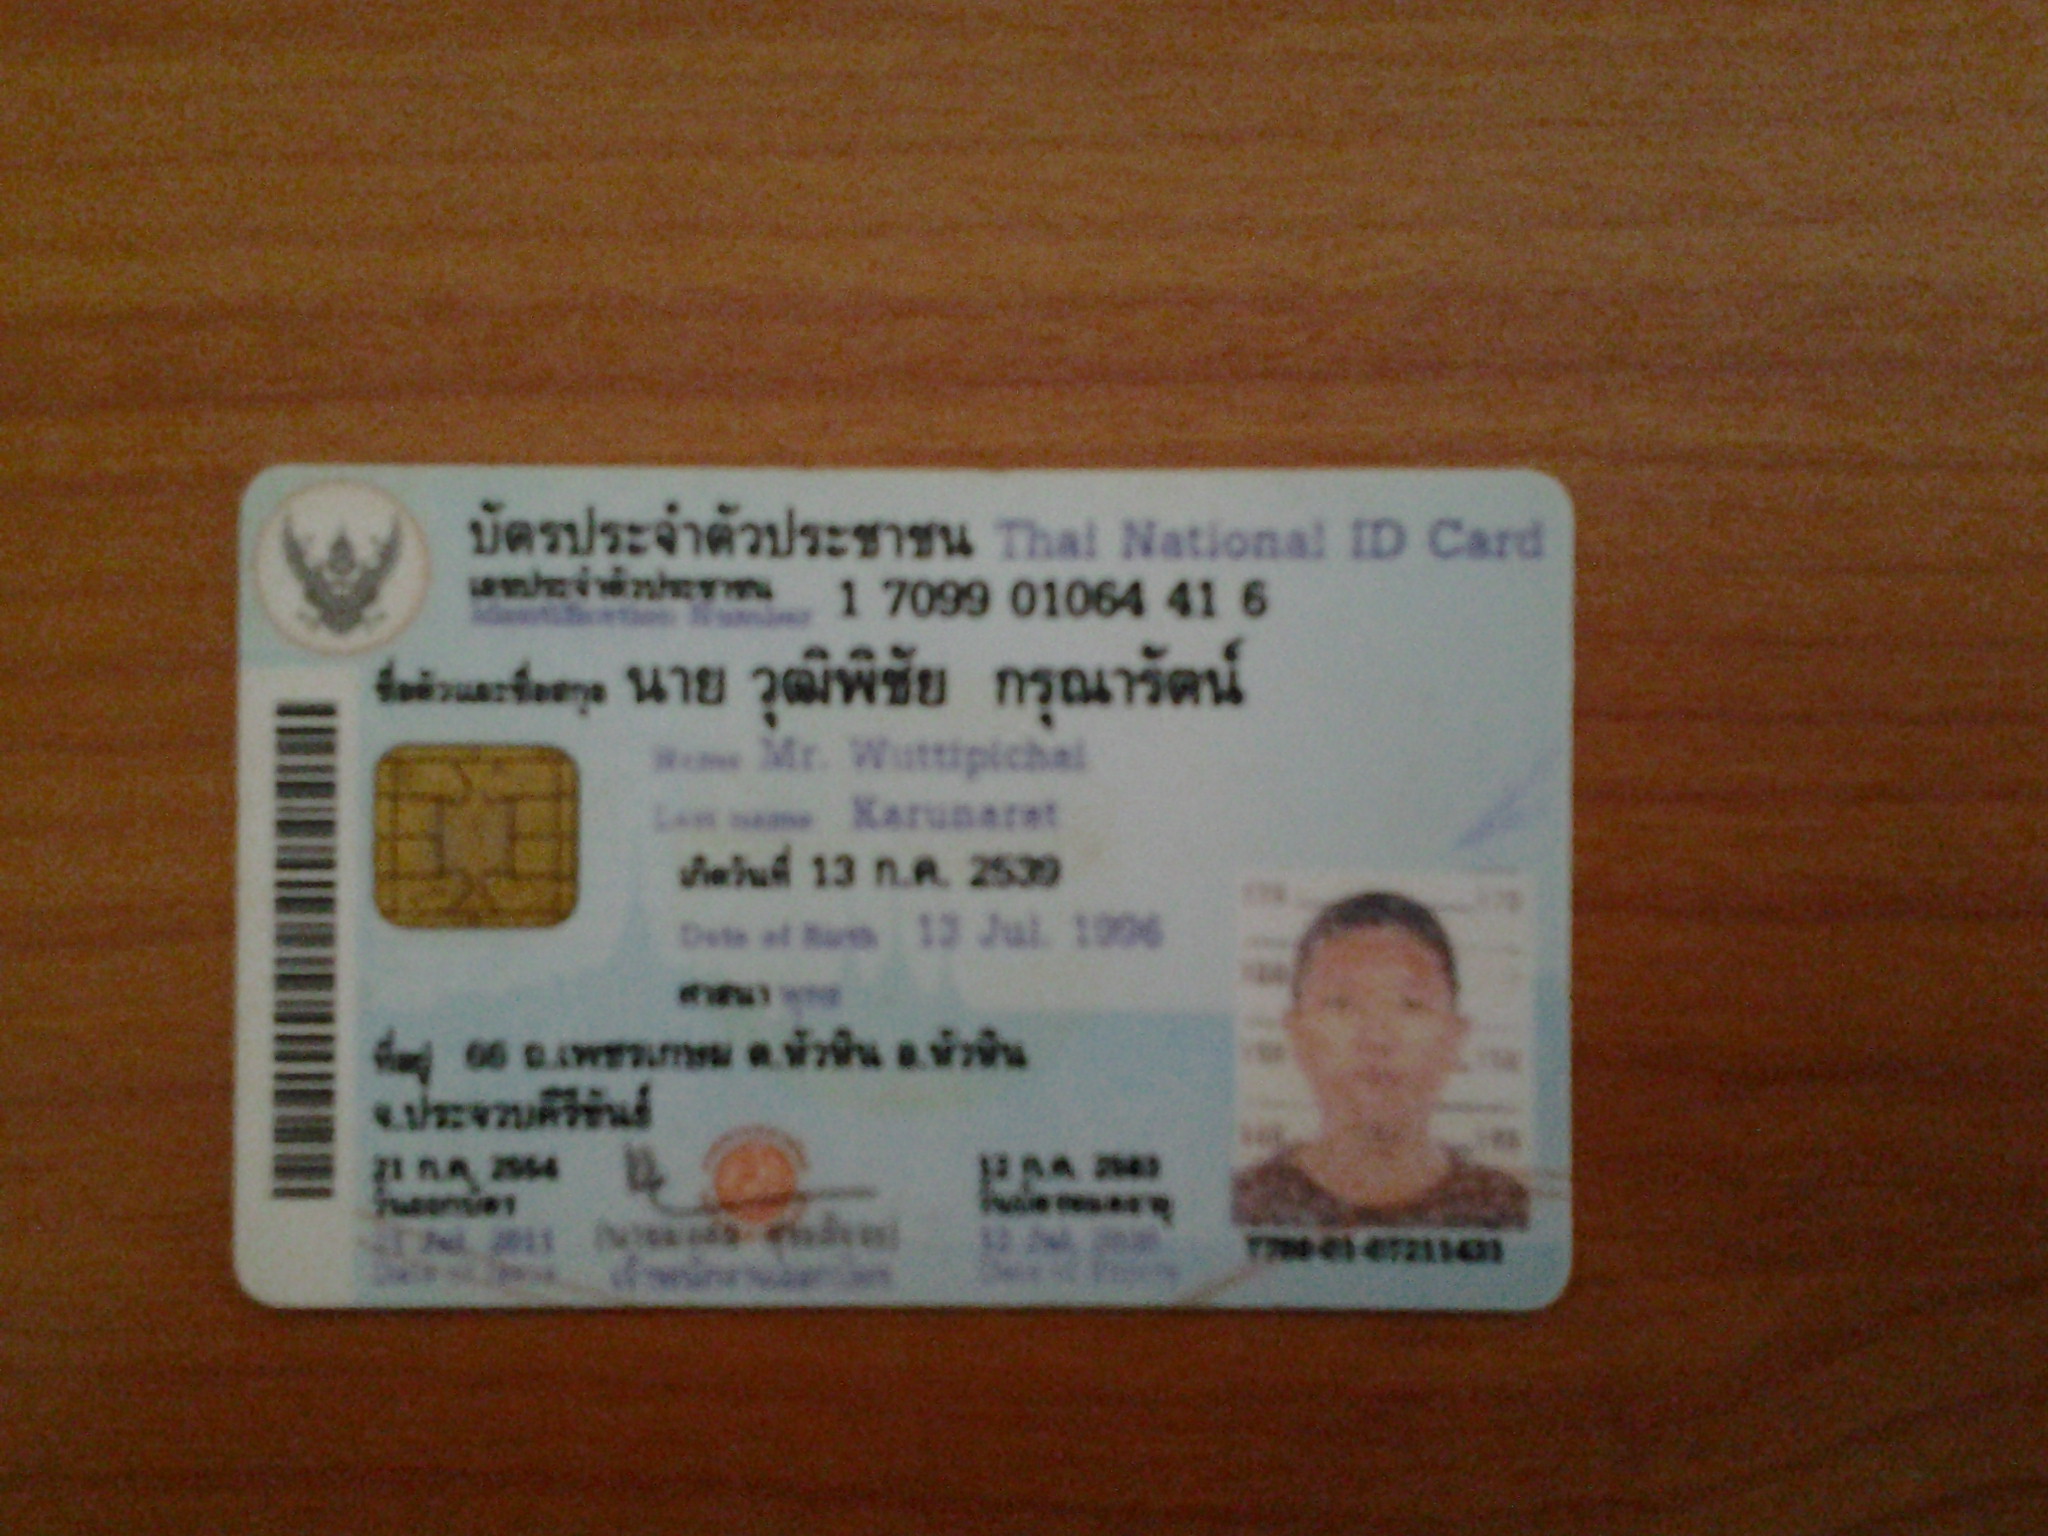 บัตรประจำตัวประชาชน Thai National ID Card
เลขประจำตัวประชาชน 1 7099 01064 41 6
Identification Number
ชื่อตัวและชื่อสกุล นาย วุฒิพิชัย กรุณารัตน์
Name Mr. Wuttipichai
Last name Karunarat
เกิดวันที่ 13 ก.ค. 2539
Date of Birth 13 Jul. 1996
ศาสนา พุทธ
ที่อยู่ 66 ถ.เพชรเกษม ต.หัวหิน อ.หัวหิน
จ.ประจวบคีรีขันธ์
21 ก.ค. 2554
วันออกบัตร
21 Jul. 2011
Date of Issue
เจ้าพนักงานออกบัตร
12 ก.ค. 2563
วันบัตรหมดอายุ
12 Jul. 2020
Date of Expiry
170 170
160
150 150